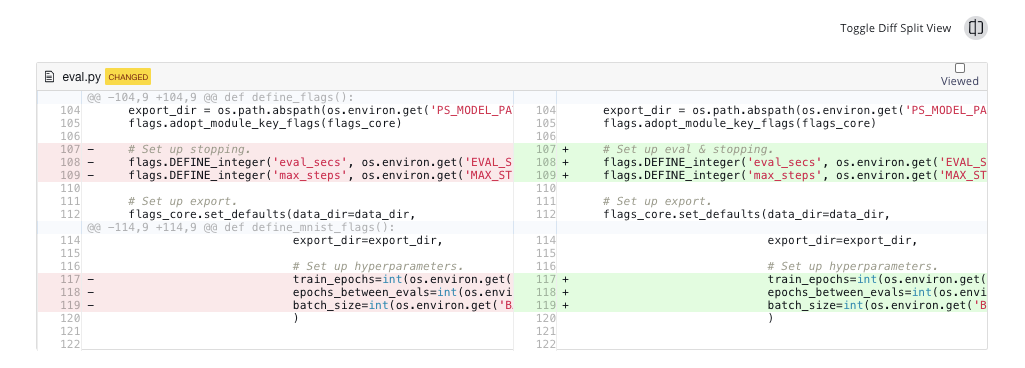 Toggle Diff Split View
eval.py CHANGED
Viewed
@@ -104,9 +104,9 @@ def define_flags():
104 export_dir = os.path.abspath(os.environ.get('PS_MODEL_PA 104 export_dir = os.path.abspath(os.environ.get('PS_MODEL_PA
105 flags.adopt_module_key_flags(flags_core) 105 flags.adopt_module_key_flags(flags_core)
106 106
107 - # Set up stopping. 107 + # Set up eval & stopping.
108 - flags.DEFINE_integer('eval_secs', os.environ.get('EVAL_S 108 + flags.DEFINE_integer('eval_secs', os.environ.get('EVAL_S
109 - flags.DEFINE_integer('max_steps', os.environ.get('MAX_ST 109 + flags.DEFINE_integer('max_steps', os.environ.get('MAX_ST
110 110
111 # Set up export. 111 # Set up export.
112 flags_core.set_defaults(data_dir=data_dir, 112 flags_core.set_defaults(data_dir=data_dir,
@@ -114,9 +114,9 @@ def define_mnist_flags():
114 export_dir=export_dir, 114 export_dir=export_dir,
115 115
116 # Set up hyperparameters. 116 # Set up hyperparameters.
117 - train_epochs=int(os.environ.get( 117 + train_epochs=int(os.environ.get(
118 - epochs_between_evals=int(os.envi 118 + epochs_between_evals=int(os.envi
119 - batch_size=int(os.environ.get('B 119 + batch_size=int(os.environ.get('B
120 ) 120 )
121 121
122 122